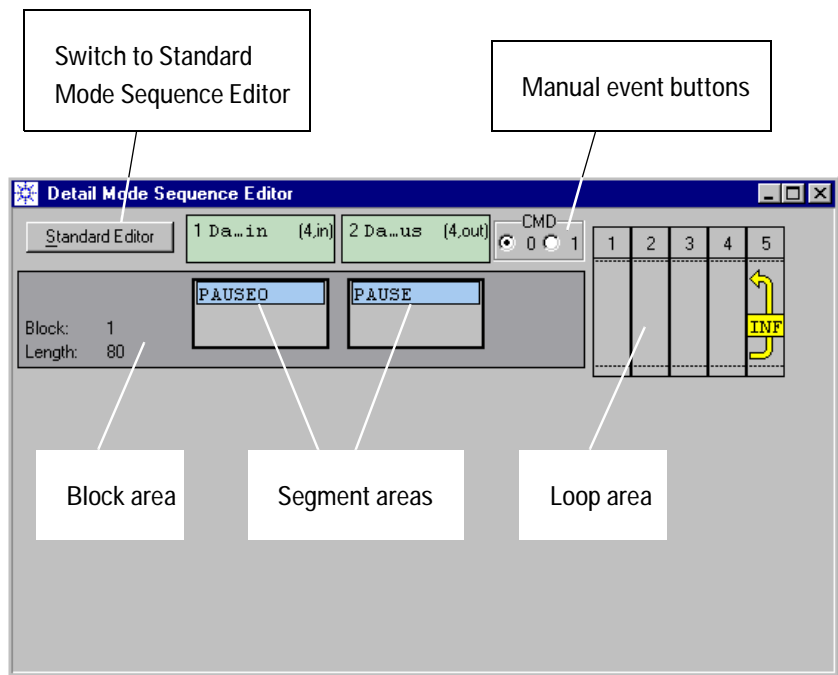 Switch to Standard
Mode Sequence Editor
Manual event buttons
Detail Mode Sequence Editor
Standard Editor
1 Da…in (4,in)
2 Da…us (4,out)
CMD
0 1
1 2 3 4 5
PAUSE0
PAUSE
Block: 1
Length: 80
INF
Block area
Segment areas
Loop area